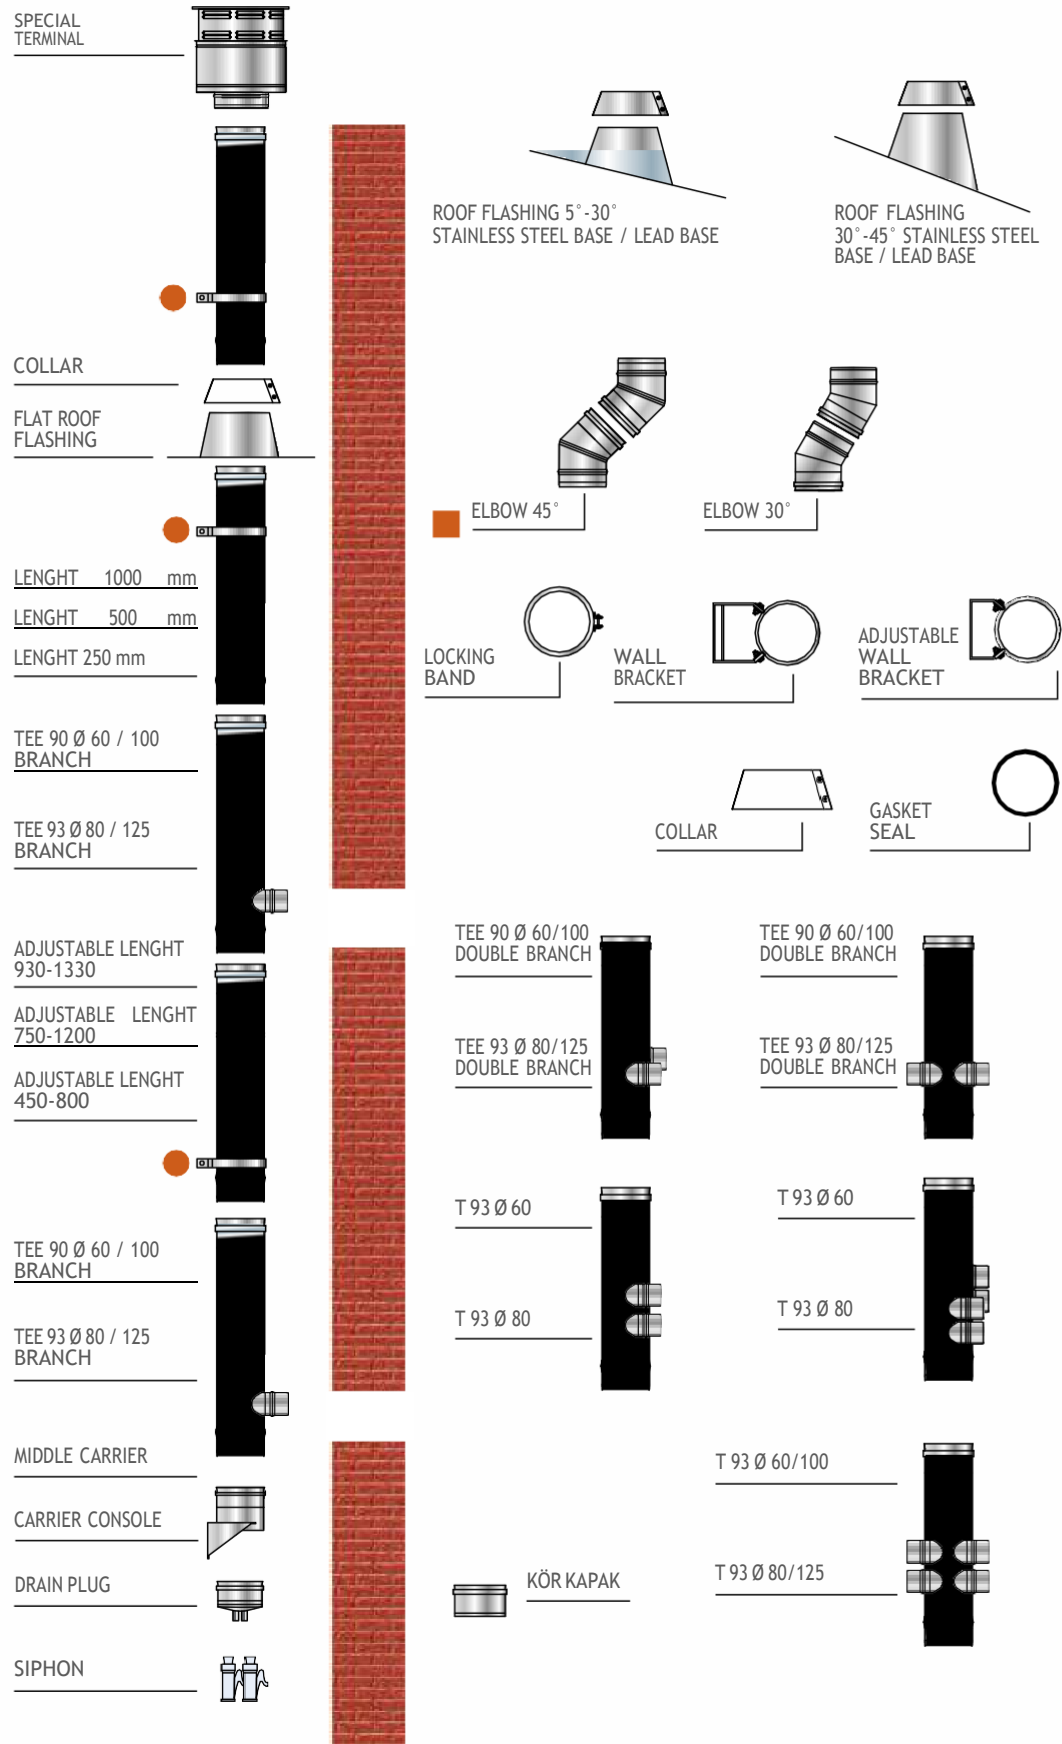 SPECIAL
TERMINAL
COLLAR
FLAT ROOF
FLASHING
LENGHT 1000 mm
LENGHT 500 mm
LENGHT 250 mm
TEE 90 Ø 60 / 100
BRANCH
TEE 93 Ø 80 / 125
BRANCH
ADJUSTABLE LENGHT
930-1330
ADJUSTABLE LENGHT
750-1200
ADJUSTABLE LENGHT
450-800
TEE 90 Ø 60 / 100
BRANCH
TEE 93 Ø 80 / 125
BRANCH
MIDDLE CARRIER
CARRIER CONSOLE
DRAIN PLUG
SIPHON
ROOF FLASHING 5°-30°
STAINLESS STEEL BASE / LEAD BASE
ROOF FLASHING
30°-45° STAINLESS STEEL
BASE / LEAD BASE
ELBOW 45°
ELBOW 30°
LOCKING
BAND
WALL
BRACKET
ADJUSTABLE
WALL
BRACKET
COLLAR
GASKET
SEAL
TEE 90 Ø 60/100
DOUBLE BRANCH
TEE 93 Ø 80/125
DOUBLE BRANCH
TEE 90 Ø 60/100
DOUBLE BRANCH
TEE 93 Ø 80/125
DOUBLE BRANCH
T 93 Ø 60
T 93 Ø 80
T 93 Ø 60
T 93 Ø 80
T 93 Ø 60/100
T 93 Ø 80/125
KÖR KAPAK